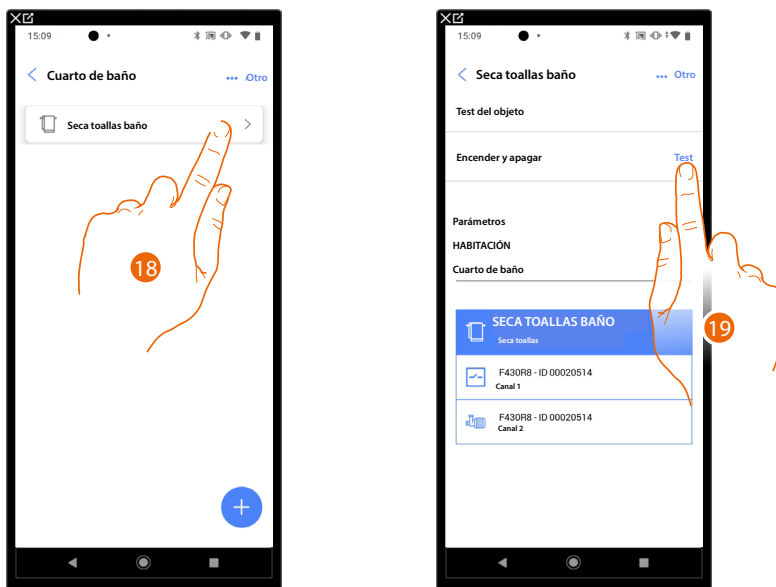 15:09
Cuarto de baño
••• Otro
Seca toallas baño
18
15:09
Seca toallas baño
••• Otro
Test del objeto
Encender y apagar
Test
Parámetros
HABITACIÓN
Cuarto de baño
SECA TOALLAS BAÑO
Seca toallas
F430R8 - ID 00020514
Canal 1
F430R8 - ID 00020514
Canal 2
19